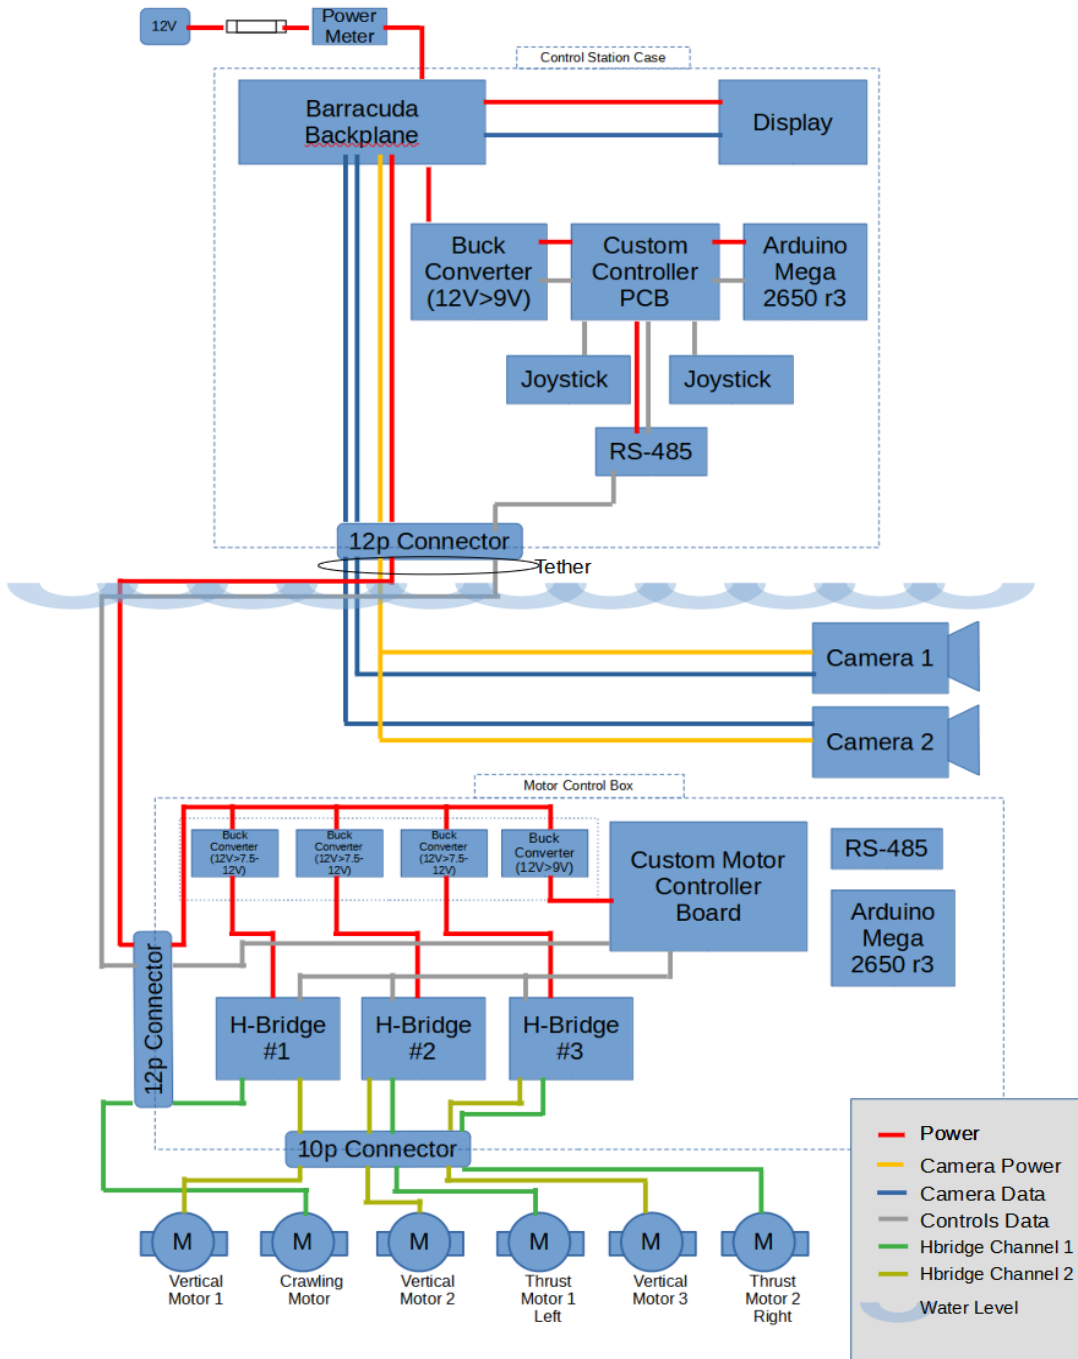 12V
Power
Meter
Control Station Case
Barracuda
Backplane
Display
Buck
Converter
(12V>9V)
Custom
Controller
PCB
Arduino
Mega
2650 r3
Joystick
Joystick
RS-485
12p Connector
Tether
Camera 1
Camera 2
Motor Control Box
Buck
Converter
(12V>7.5-
12V)
Buck
Converter
(12V>7.5-
12V)
Buck
Converter
(12V>7.5-
12V)
Buck
Converter
(12V>9V)
Custom Motor
Controller
Board
RS-485
Arduino
Mega
2650 r3
12p Connector
H-Bridge
#1
H-Bridge
#2
H-Bridge
#3
10p Connector
M
M
M
M
M
M
Vertical
Motor 1
Crawling
Motor
Vertical
Motor 2
Thrust
Motor 1
Left
Vertical
Motor 3
Thrust
Motor 2
Right
Power
Camera Power
Camera Data
Controls Data
Hbridge Channel 1
Hbridge Channel 2
Water Level